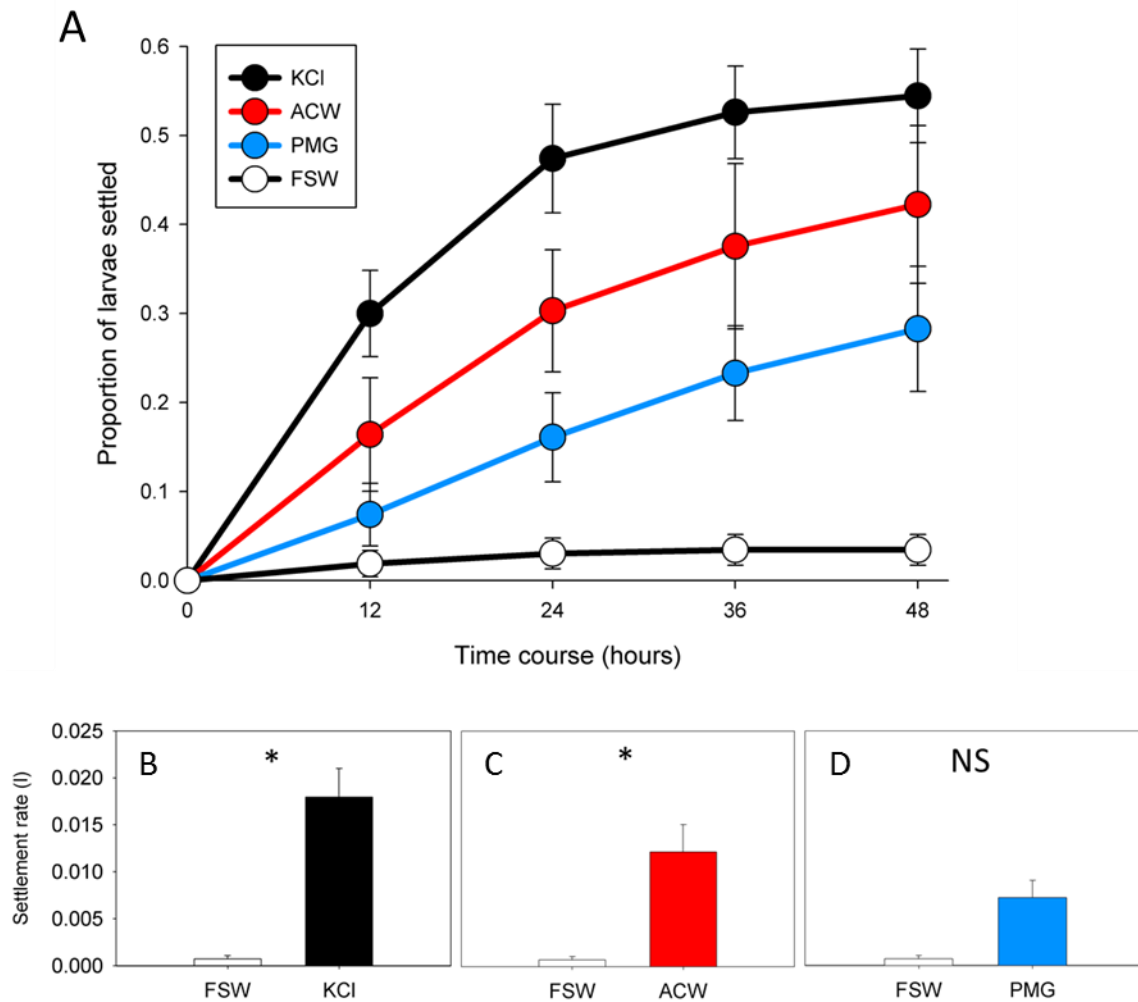 A
0.6
0.5
0.4
0.3
0.2
0.1
0.0
Proportion of larvae settled
KCl
ACW
PMG
FSW
0 12 24 36 48
Time course (hours)
Settlement rate (I)
0.025
0.020
0.015
0.010
0.005
0.000
B *
FSW KCl
C *
FSW ACW
D NS
FSW PMG